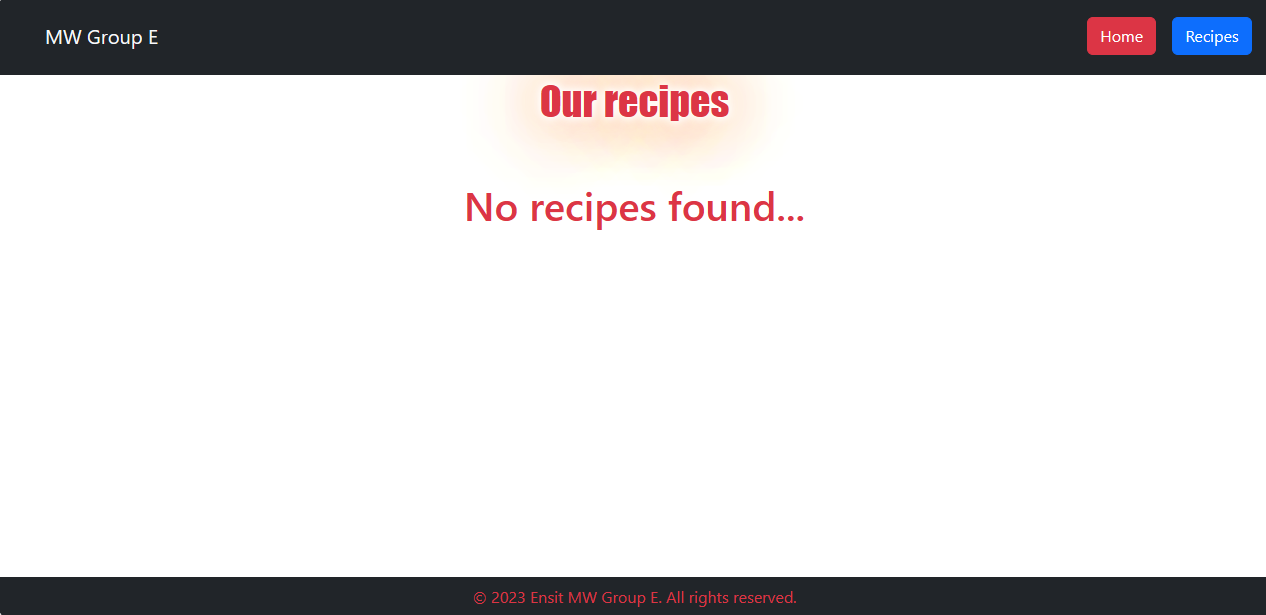 MW Group E
Home
Recipes
Our recipes
No recipes found...
© 2023 Ensit MW Group E. All rights reserved.